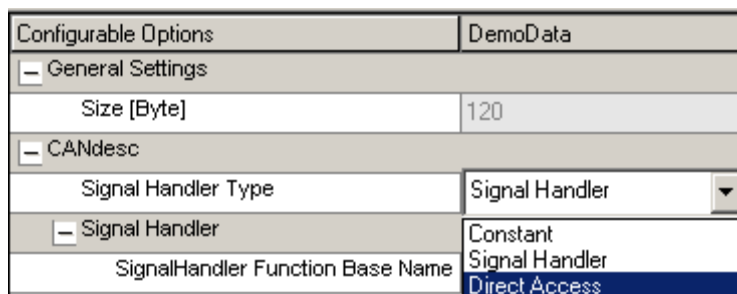 Configurable Options DemoData
General Settings
Size [Byte] 120
CANdesc
Signal Handler Type Signal Handler
Signal Handler Constant
Signal Handler
SignalHandler Function Base Name
Direct Access